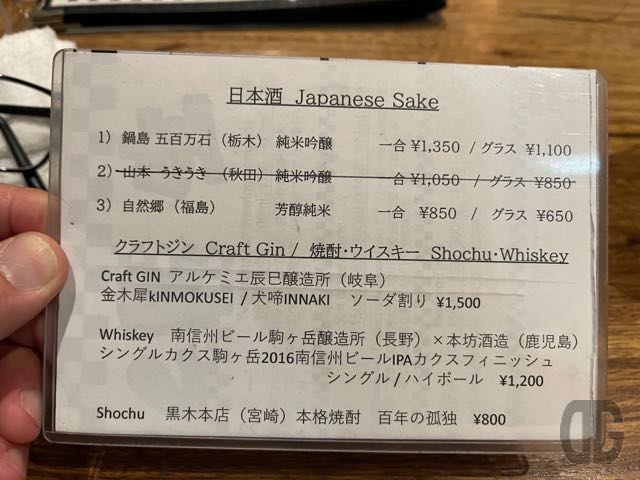 日本酒 Japanese Sake
1) 鍋島 五百万石（栃木） 純米吟醸 一合 ¥1,350 / グラス ¥1,100
2) 山本 うきうき （秋田） 純米吟醸 一合 ¥1,050 / グラス ¥850
3) 自然郷（福島） 芳醇純米 一合 ¥850 / グラス ¥650
クラフトジン Craft Gin / 焼酎・ウイスキー Shochu・Whiskey
Craft GIN アルケミエ辰巳醸造所（岐阜）
金木犀kINMOKUSEI / 犬啼INNAKI ソーダ割り ¥1,500
Whiskey 南信州ビール駒ヶ岳醸造所（長野）×本坊酒造（鹿児島）
シングルカクス駒ヶ岳2016南信州ビールIPAカクスフィニッシュ
シングル / ハイボール ¥1,200
Shochu 黒木本店（宮崎）本格焼酎 百年の孤独 ¥800
DG